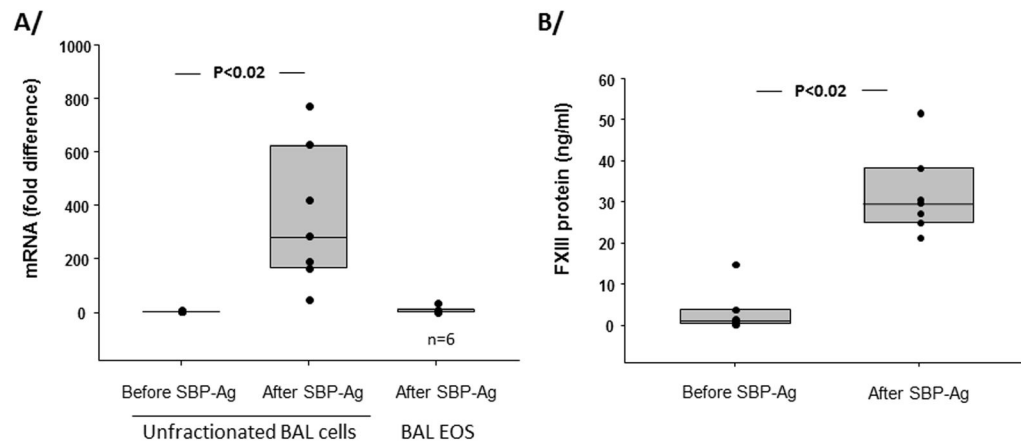 A/
mRNA (fold difference)
1000
800
600
400
200
0
P<0.02
n=6
Before SBP-Ag
After SBP-Ag
After SBP-Ag
Unfractionated BAL cells
BAL EOS
B/
FXIII protein (ng/ml)
60
50
40
30
20
10
0
P<0.02
Before SBP-Ag
After SBP-Ag